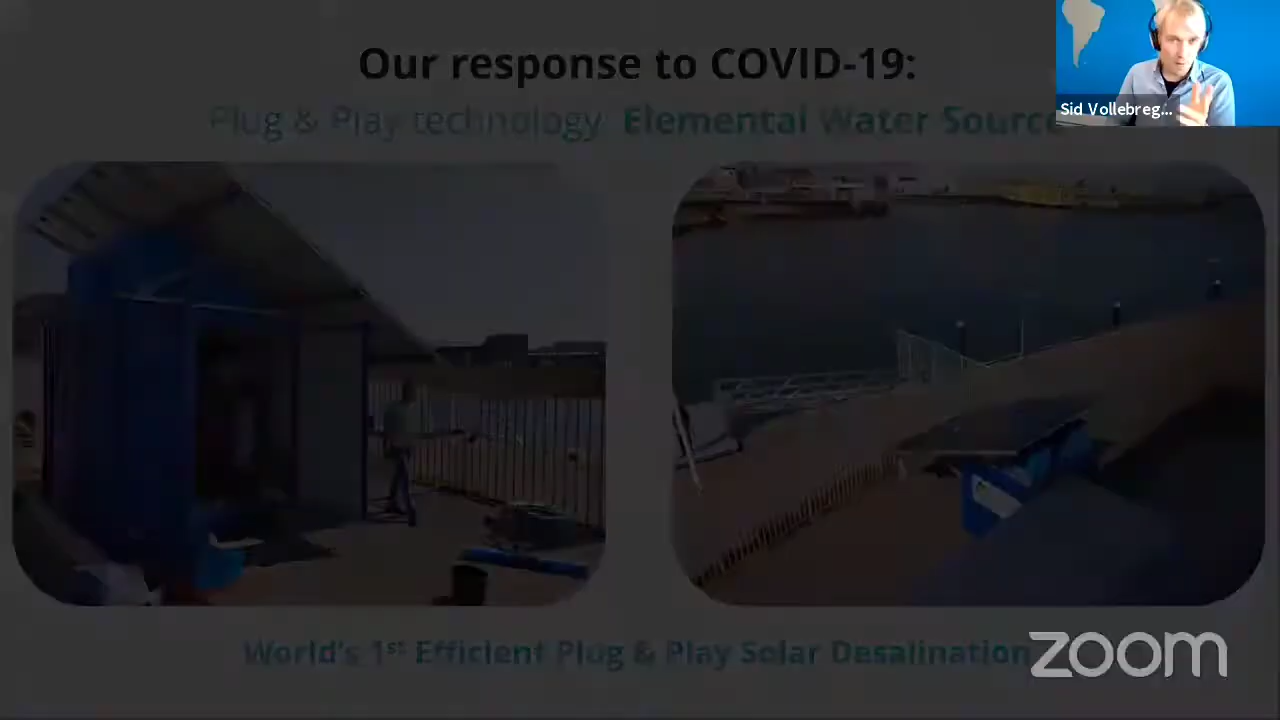 Our response to COVID-19:
Plug & Play technology: Elemental Water Source
Sid Vollebreg...
World's 1st Efficient Plug & Play Solar Desalination
zoom